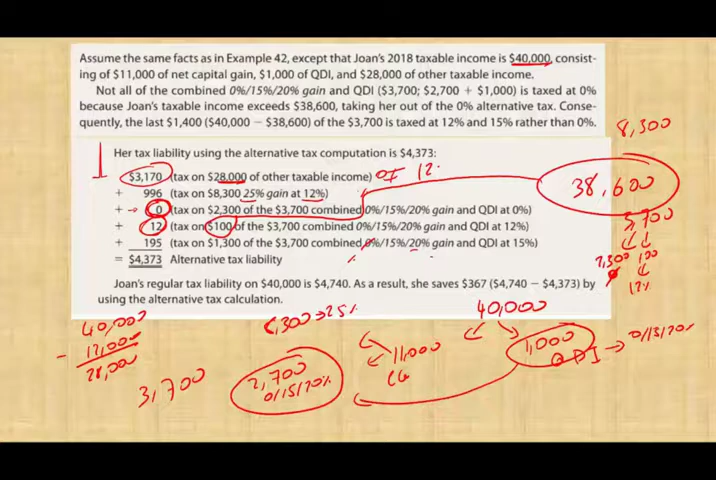 Assume the same facts as in Example 42, except that Joan's 2018 taxable income is $40,000, consist-
ing of $11,000 of net capital gain, $1,000 of QDI, and $28,000 of other taxable income.
Not all of the combined 0%/15%/20% gain and QDI ($3,700; $2,700 + $1,000) is taxed at 0%
because Joan's taxable income exceeds $38,600, taking her out of the 0% alternative tax. Conse-
quently, the last $1,400 ($40,000 − $38,600) of the $3,700 is taxed at 12% and 15% rather than 0%.
8,300
Her tax liability using the alternative tax computation is $4,373:
$3,170 (tax on $28,000 of other taxable income) OI 12.
+ 996 (tax on $8,300 25% gain at 12%)
38,600
+ → 0 (tax on $2,300 of the $3,700 combined 0%/15%/20% gain and QDI at 0%)
3,700
+ 12 (tax on $100 of the $3,700 combined 0%/15%/20% gain and QDI at 12%)
+ 195 (tax on $1,300 of the $3,700 combined 0%/15%/20% gain and QDI at 15%)
2,300 100
= $4,373 Alternative tax liability
12%
Joan's regular tax liability on $40,000 is $4,740. As a result, she saves $367 ($4,740 − $4,373) by
using the alternative tax calculation.
8,300 → 25%
40,000
40,000
- 12,000
28,000
11,000
CG
1,000
QDI → 0/15/20%
3,700
2,700
0/15/20%